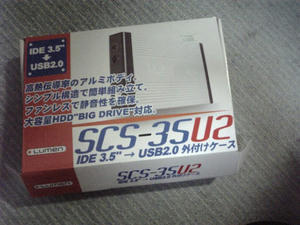 IDE 3.5"
USB2.0
高熱伝導率のアルミボディ
シンプル構造で簡単組み立て。
ファンレスで静音性を確保。
大容量HDD"BIG DRIVE"対応。
SCS-35U2
IDE 3.5" → USB2.0 外付けケース
LUMEN
LUMEN
SCS-35U2